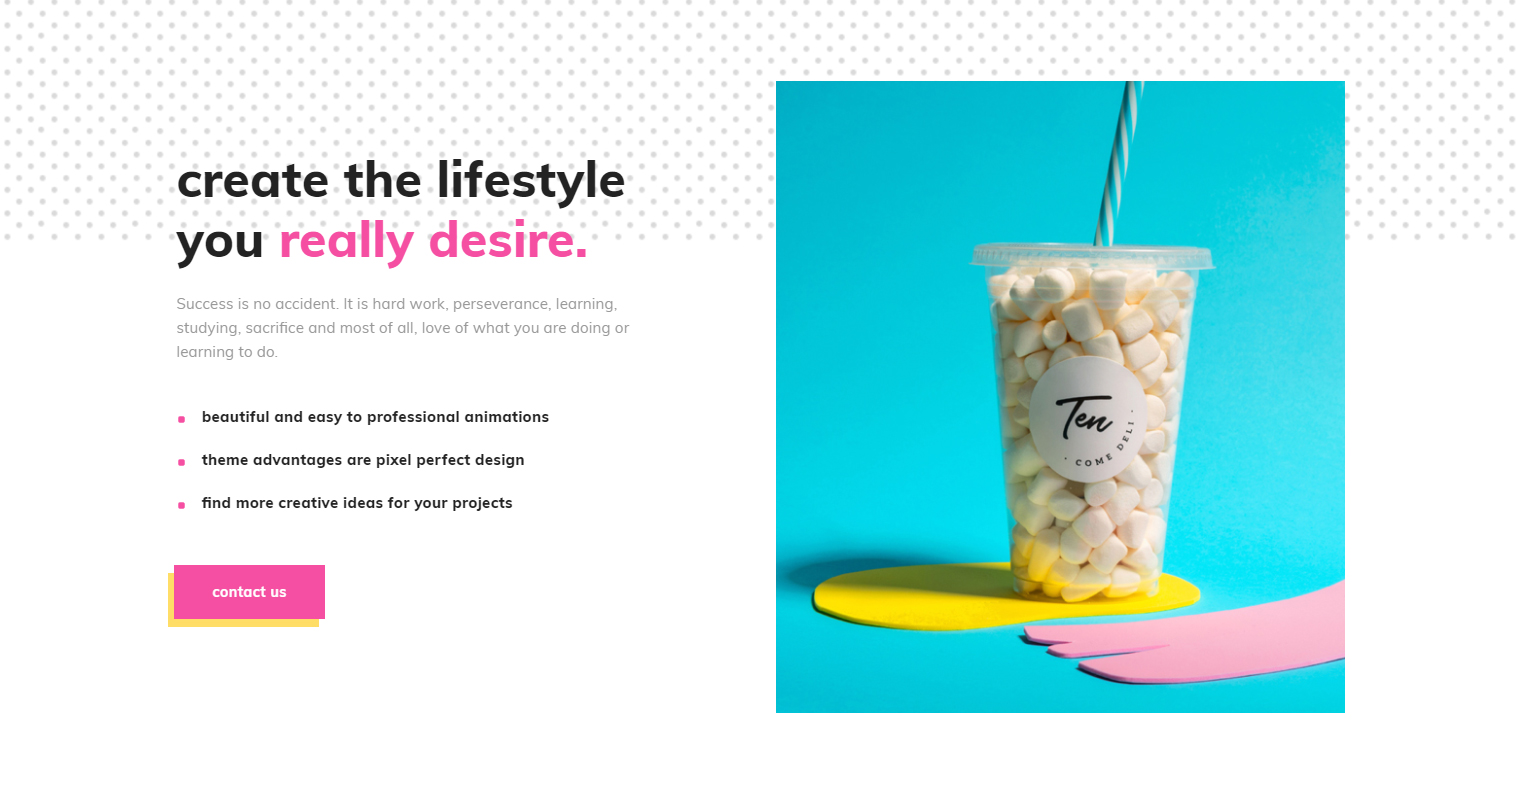 create the lifestyle
you really desire.
Success is no accident. It is hard work, perseverance, learning,
studying, sacrifice and most of all, love of what you are doing or
learning to do.
beautiful and easy to professional animations
theme advantages are pixel perfect design
find more creative ideas for your projects
contact us
Ten
· COME DELI ·